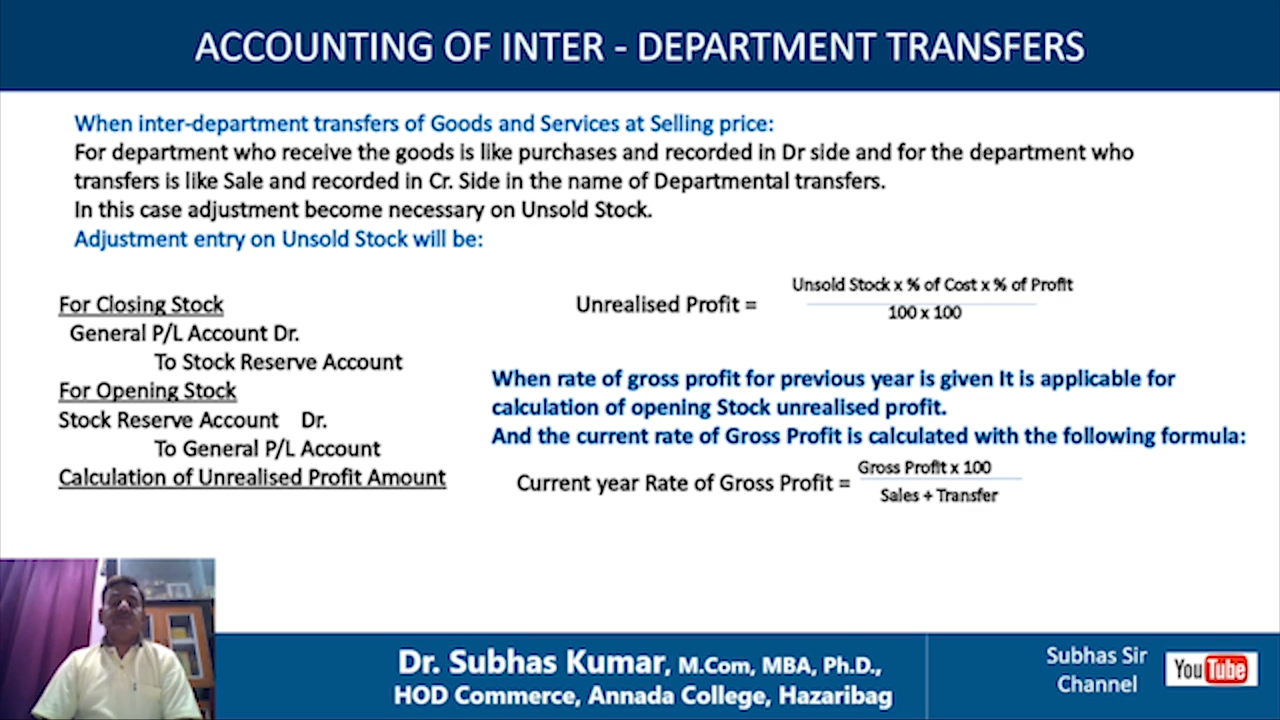 ACCOUNTING OF INTER - DEPARTMENT TRANSFERS
When inter-department transfers of Goods and Services at Selling price:
For department who receive the goods is like purchases and recorded in Dr side and for the department who
transfers is like Sale and recorded in Cr. Side in the name of Departmental transfers.
In this case adjustment become necessary on Unsold Stock.
Adjustment entry on Unsold Stock will be:
For Closing Stock
General P/L Account Dr.
To Stock Reserve Account
For Opening Stock
Stock Reserve Account Dr.
To General P/L Account
Calculation of Unrealised Profit Amount
Unsold Stock x % of Cost x % of Profit
Unrealised Profit =
100 x 100
When rate of gross profit for previous year is given It is applicable for
calculation of opening Stock unrealised profit.
And the current rate of Gross Profit is calculated with the following formula:
Gross Profit x 100
Current year Rate of Gross Profit =
Sales + Transfer
Dr. Subhas Kumar, M.Com, MBA, Ph.D.,
HOD Commerce, Annada College, Hazaribag
Subhas Sir
Channel
YouTube